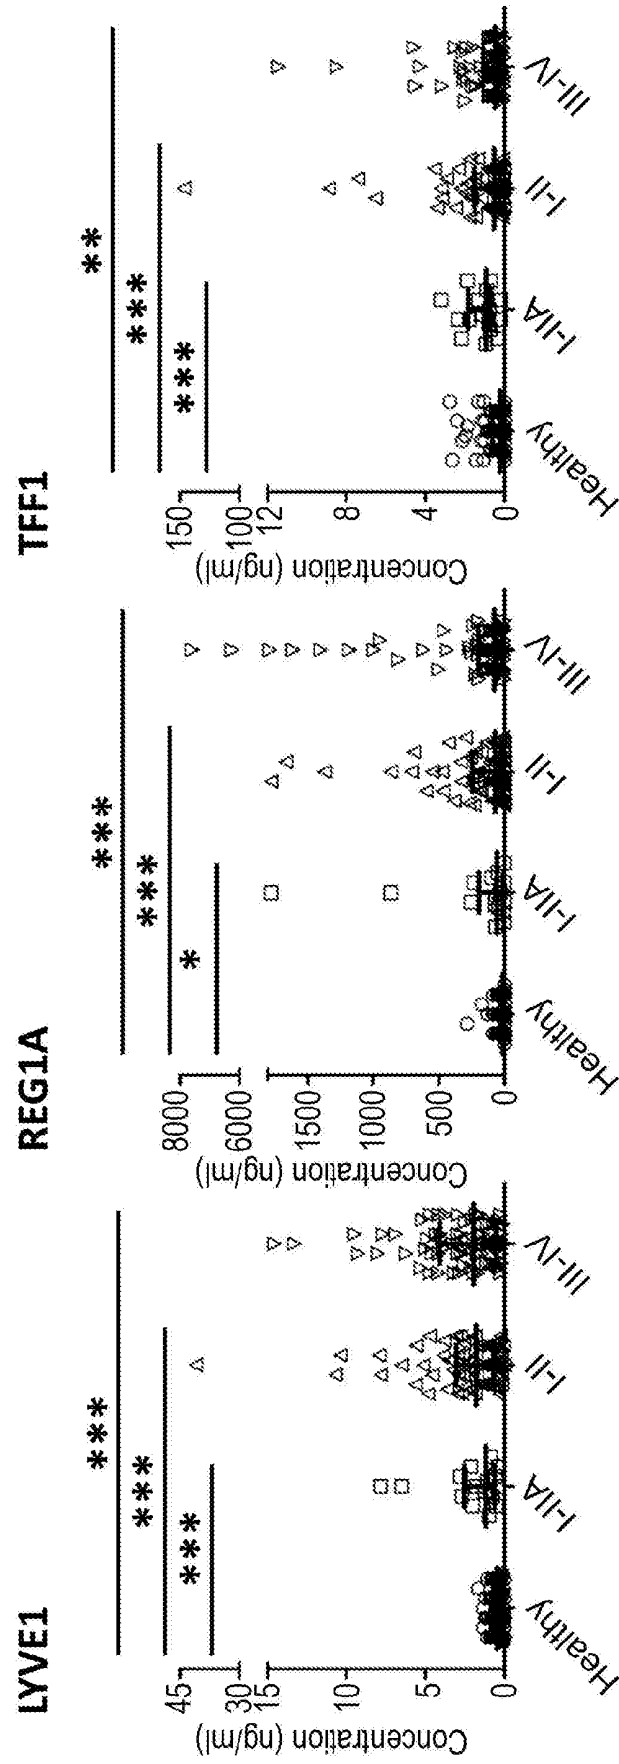 LYVE1
***
***
***
Concentration (ng/ml)
45
30
15
10
5
0
Healthy
I-IIA
I-II
III-IV
REG1A
***
***
*
Concentration (ng/ml)
8000
6000
1500
1000
500
0
Healthy
I-IIA
I-II
III-IV
TFF1
**
***
***
Concentration (ng/ml)
150
100
12
8
4
0
Healthy
I-IIA
I-II
III-IV